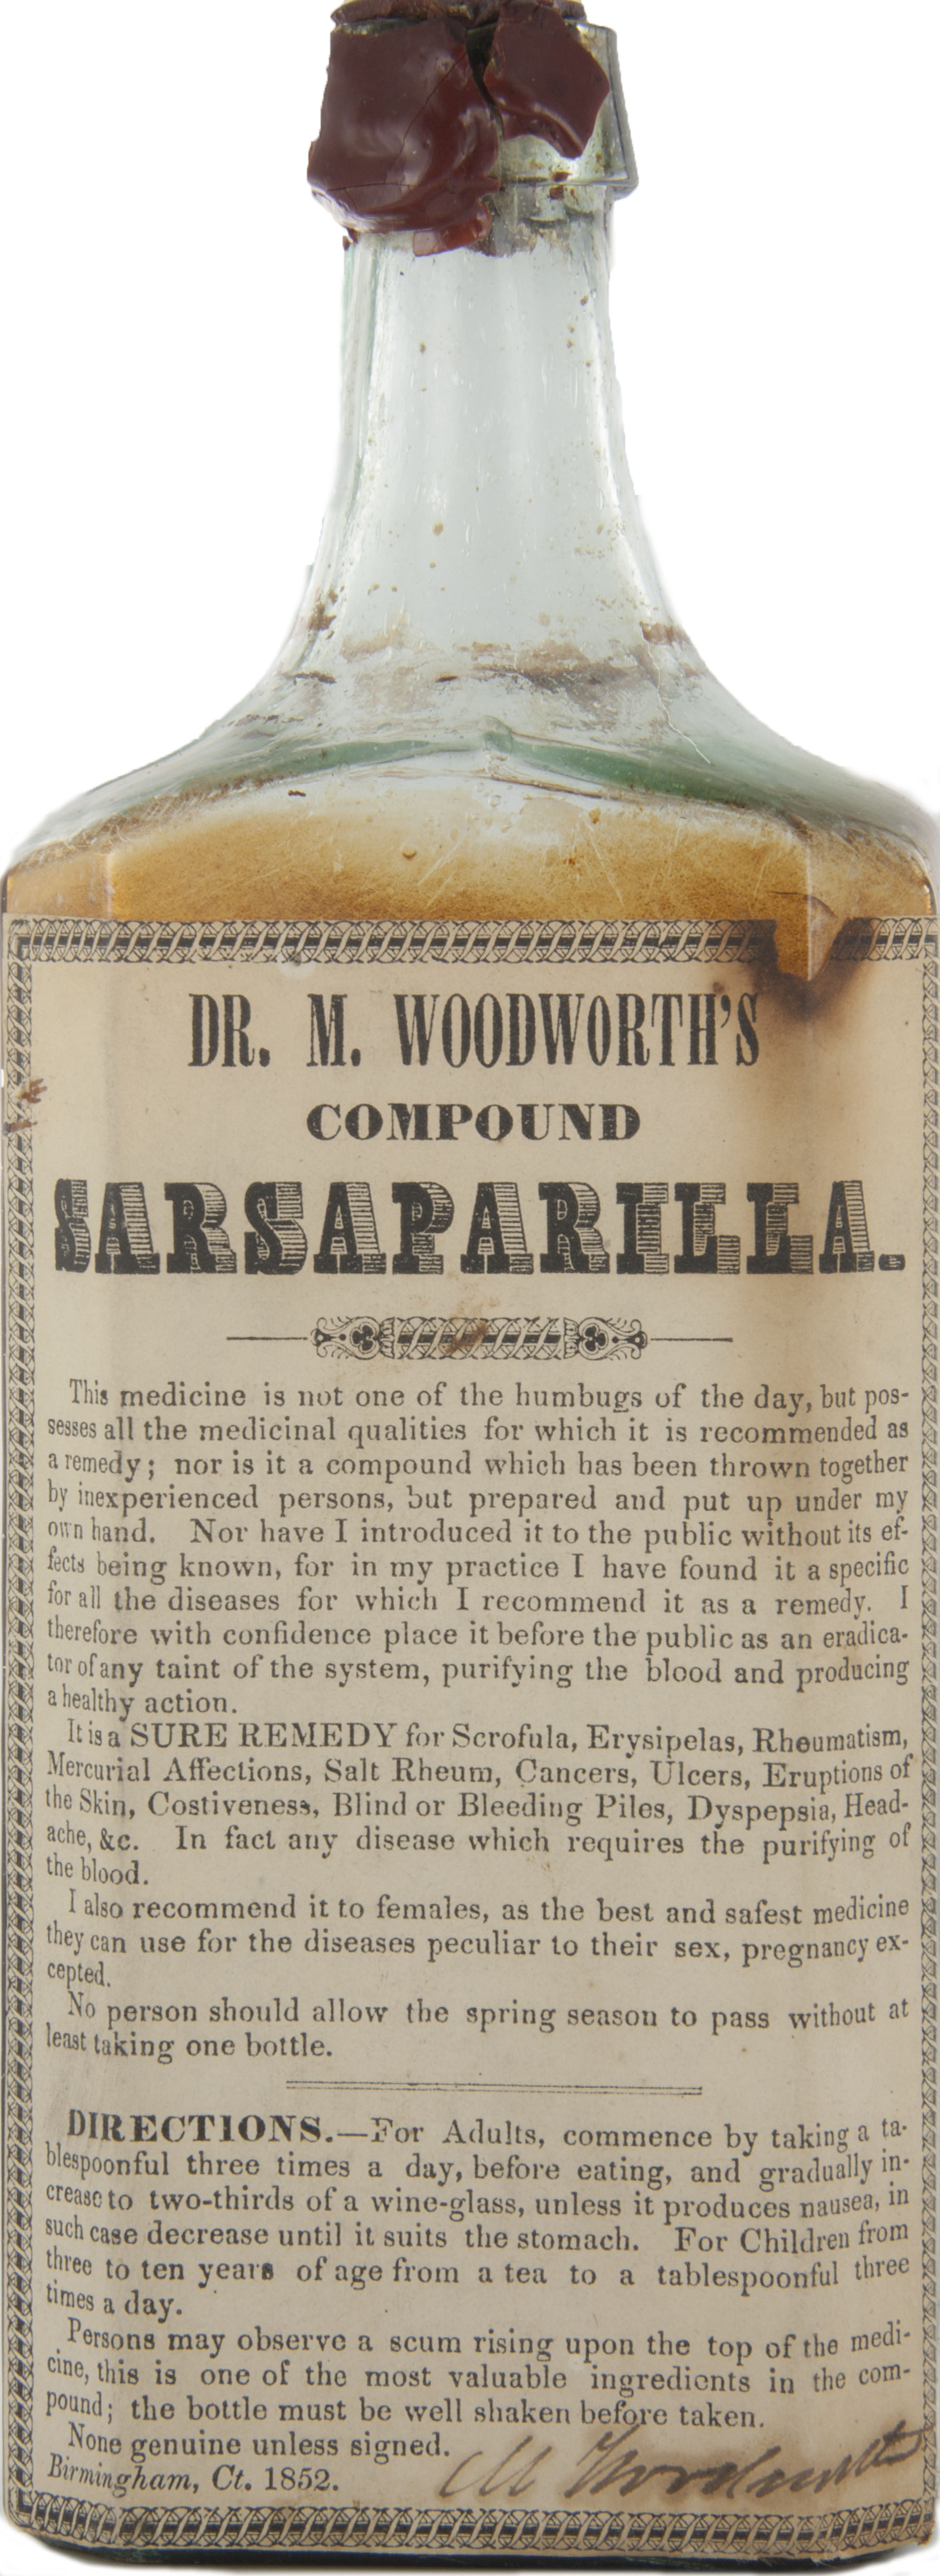 DR. M. WOODWORTH'S
COMPOUND
SARSAPARILLA.
This medicine is not one of the humbugs of the day, but pos-
sesses all the medicinal qualities for which it is recommended as
a remedy; nor is it a compound which has been thrown together
by inexperienced persons, but prepared and put up under my
own hand. Nor have I introduced it to the public without its ef-
fects being known, for in my practice I have found it a specific
for all the diseases for which I recommend it as a remedy. I
therefore with confidence place it before the public as an eradica-
tor of any taint of the system, purifying the blood and producing
a healthy action.
It is a SURE REMEDY for Scrofula, Erysipelas, Rheumatism,
Mercurial Affections, Salt Rheum, Cancers, Ulcers, Eruptions of
the Skin, Costiveness, Blind or Bleeding Piles, Dyspepsia, Head-
ache, &c. In fact any disease which requires the purifying of
the blood.
I also recommend it to females, as the best and safest medicine
they can use for the diseases peculiar to their sex, pregnancy ex-
cepted.
No person should allow the spring season to pass without at
least taking one bottle.
DIRECTIONS.—For Adults, commence by taking a ta-
blespoonful three times a day, before eating, and gradually in-
crease to two-thirds of a wine-glass, unless it produces nausea, in
such case decrease until it suits the stomach. For Children from
three to ten years of age from a tea to a tablespoonful three
times a day.
Persons may observe a scum rising upon the top of the medi-
cine, this is one of the most valuable ingredients in the com-
pound; the bottle must be well shaken before taken.
None genuine unless signed.
M Woodworth
Birmingham, Ct. 1852.